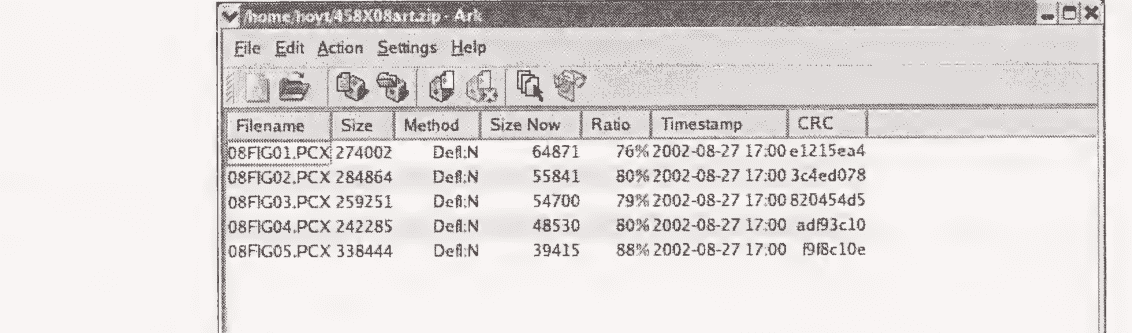 /home/hoyt/458X08art.zip - Ark
File Edit Action Settings Help
Filename Size Method Size Now Ratio Timestamp CRC
08FIG01.PCX 274002 Defl:N 64871 76% 2002-08-27 17:00 e1215ea4
08FIG02.PCX 284864 Defl:N 55841 80% 2002-08-27 17:00 3c4ed078
08FIG03.PCX 259251 Defl:N 54700 79% 2002-08-27 17:00 820454d5
08FIG04.PCX 242285 Defl:N 48530 80% 2002-08-27 17:00 adf93c10
08FIG05.PCX 338444 Defl:N 39415 88% 2002-08-27 17:00 f9f8c10e